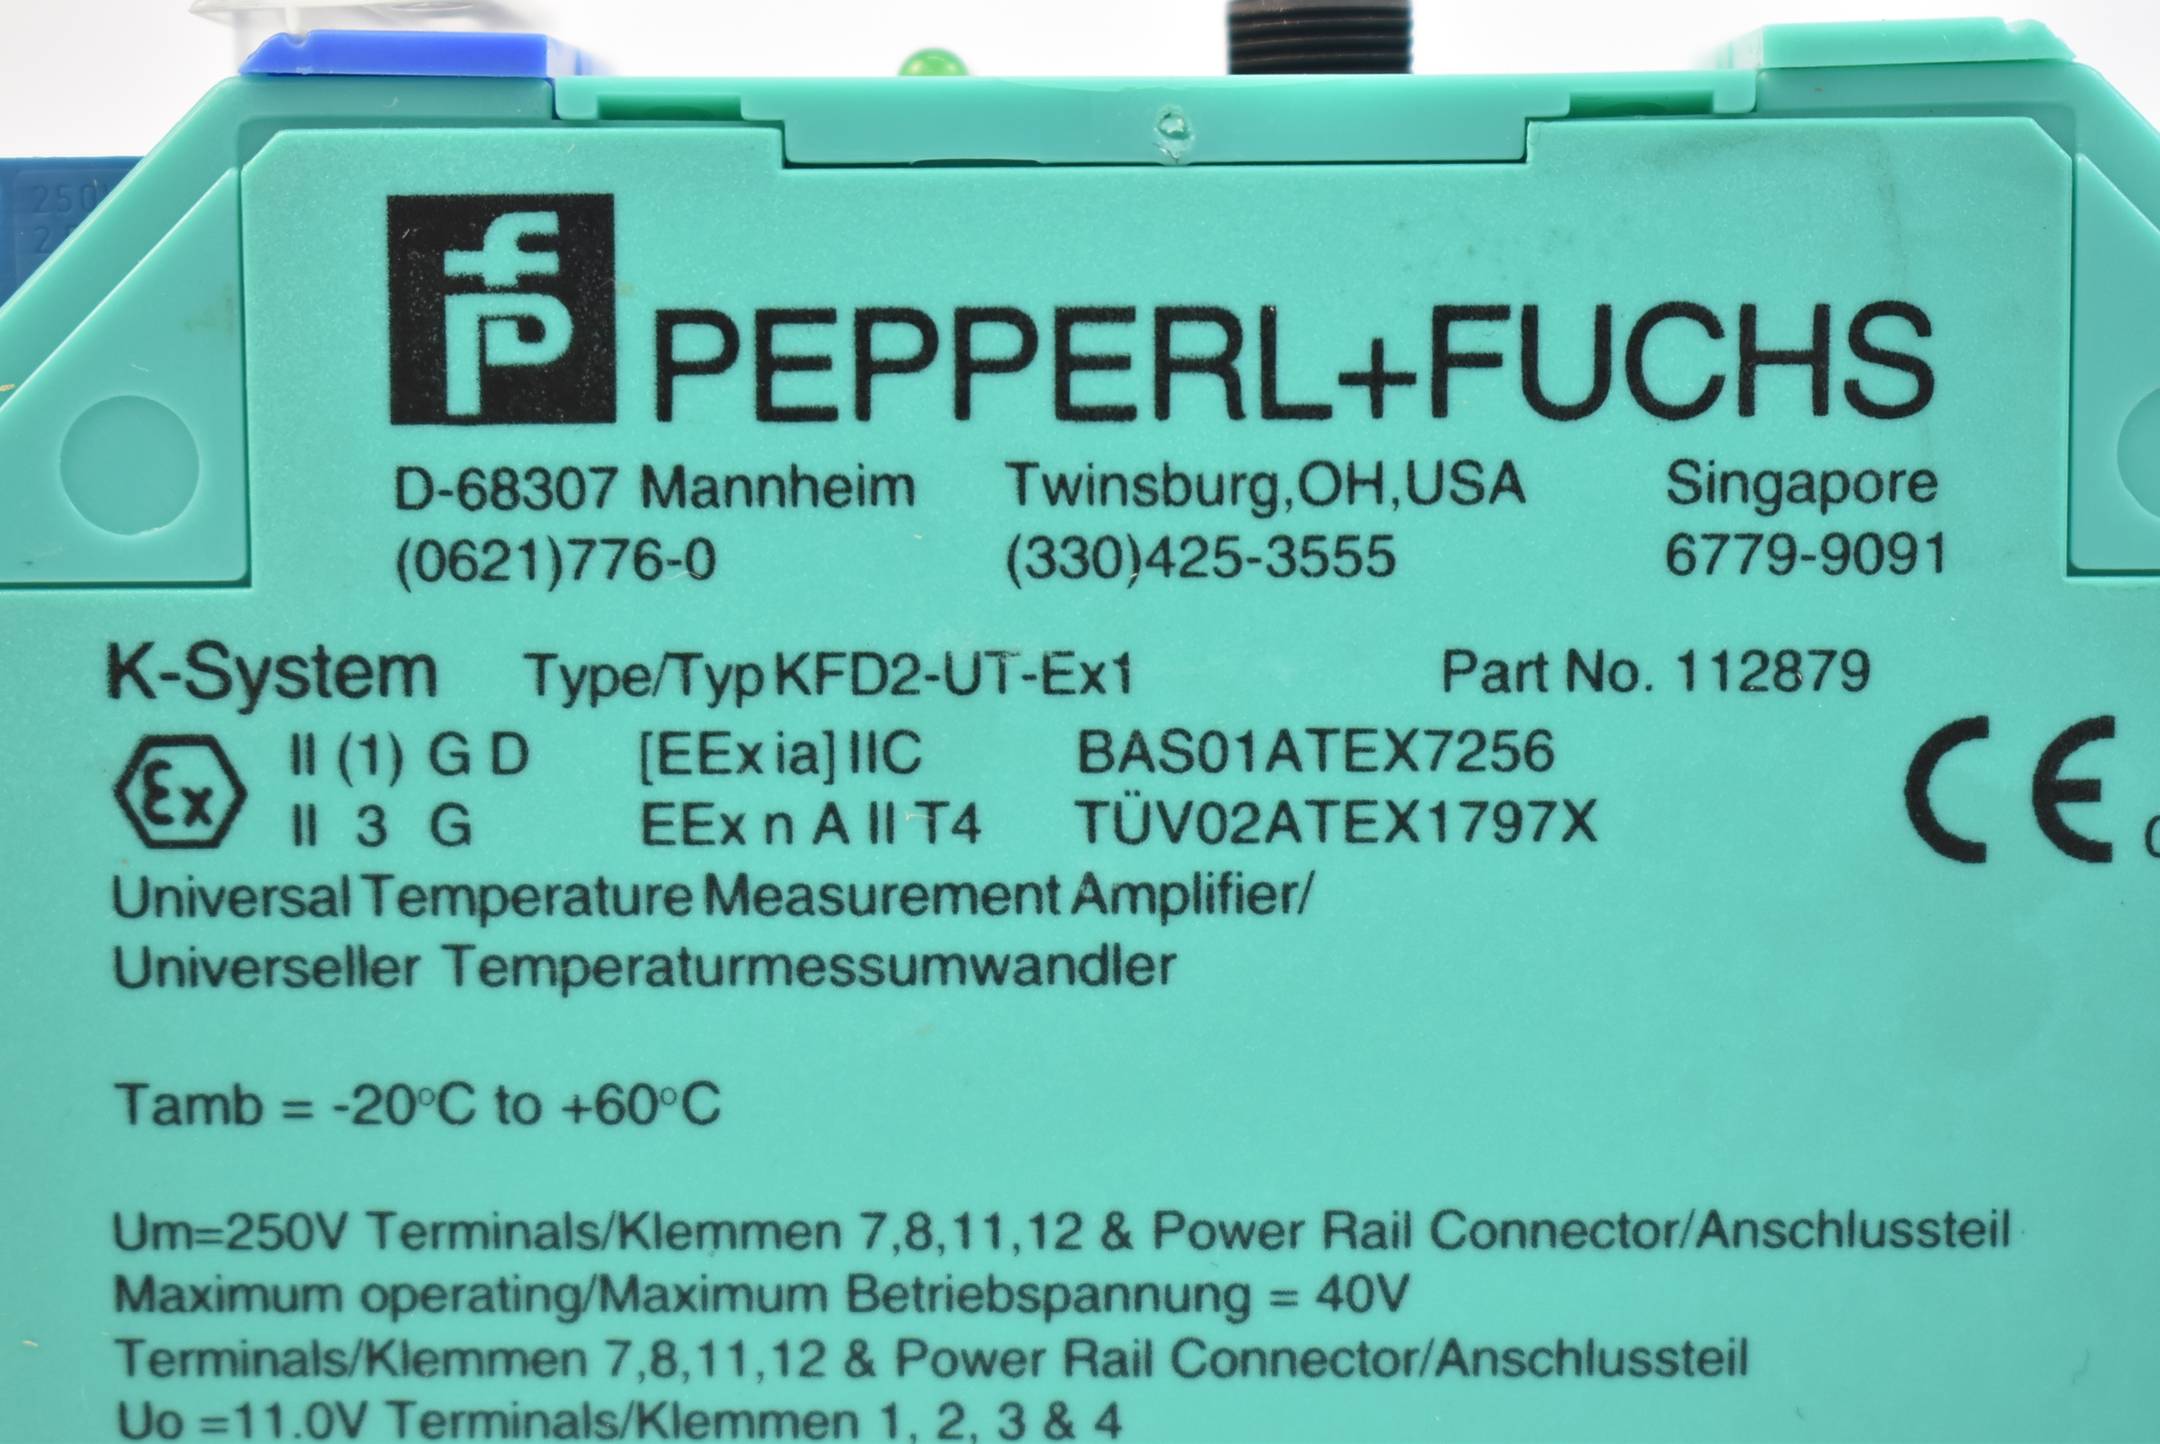 fp PEPPERL+FUCHS
D-68307 Mannheim Twinsburg,OH,USA Singapore
(0621)776-0 (330)425-3555 6779-9091
K-System Type/Typ KFD2-UT-Ex1 Part No. 112879
Ex II (1) G D [EEx ia] IIC BAS01ATEX7256 CE
II 3 G EEx n A II T4 TÜV02ATEX1797X
Universal Temperature Measurement Amplifier/
Universeller Temperaturmessumwandler
Tamb = -20°C to +60°C
Um=250V Terminals/Klemmen 7,8,11,12 & Power Rail Connector/Anschlussteil
Maximum operating/Maximum Betriebspannung = 40V
Terminals/Klemmen 7,8,11,12 & Power Rail Connector/Anschlussteil
Uo =11.0V Terminals/Klemmen 1, 2, 3 & 4